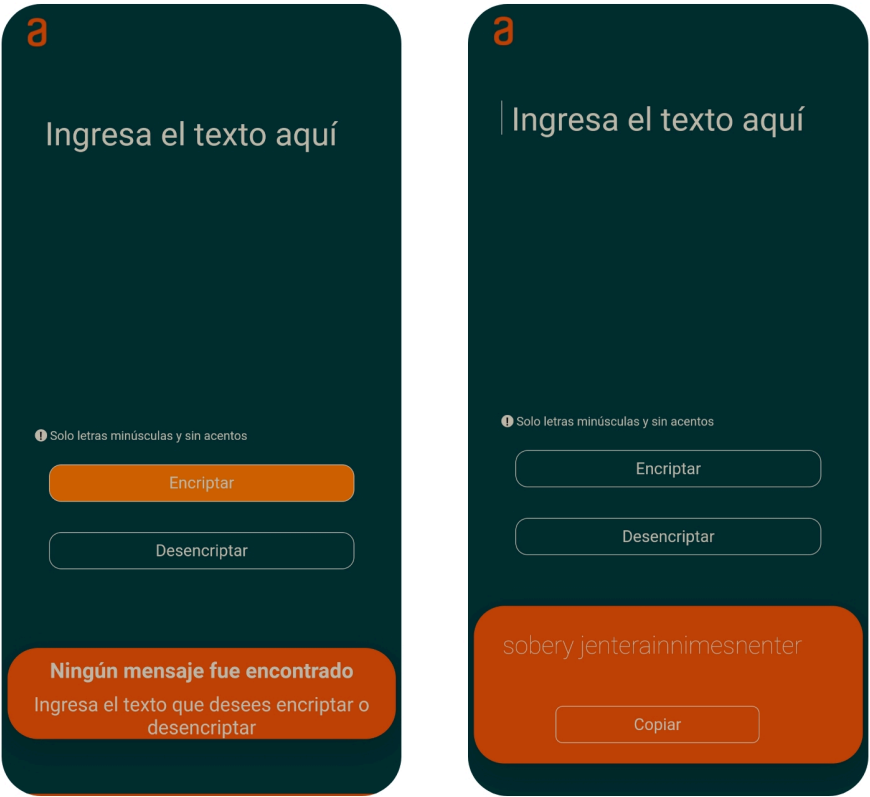 a
Ingresa el texto aquí
Solo letras minúsculas y sin acentos
Encriptar
Desencriptar
Ningún mensaje fue encontrado
Ingresa el texto que desees encriptar o
desencriptar
a
Ingresa el texto aquí
Solo letras minúsculas y sin acentos
Encriptar
Desencriptar
sobery jenterainnimesnenter
Copiar